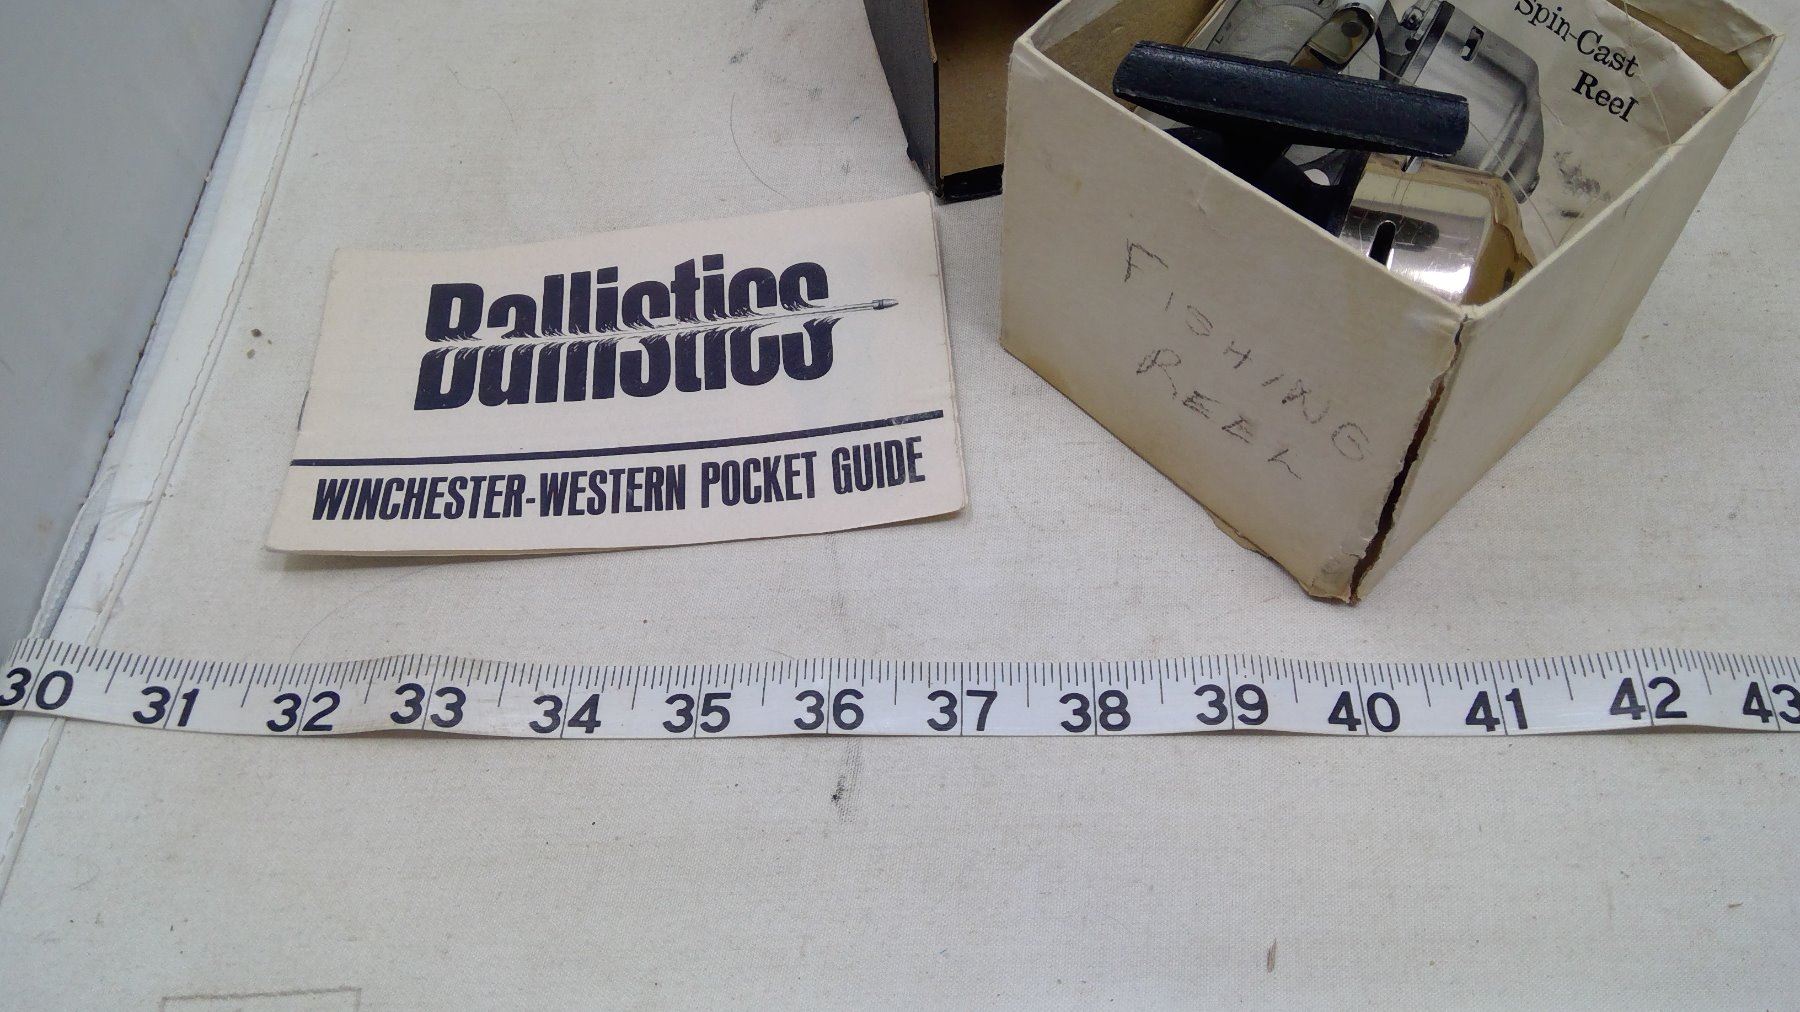 Spin-Cast
Reel
Ballistics
WINCHESTER-WESTERN POCKET GUIDE
FISHING
REEL
30 31 32 33 34 35 36 37 38 39 40 41 42 43